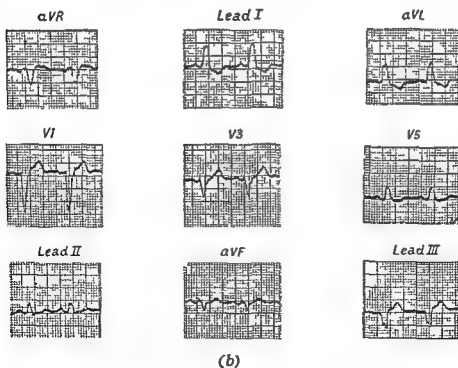 aVR Lead I aVL
V1 V3 V5
Lead II aVF Lead III
(b)